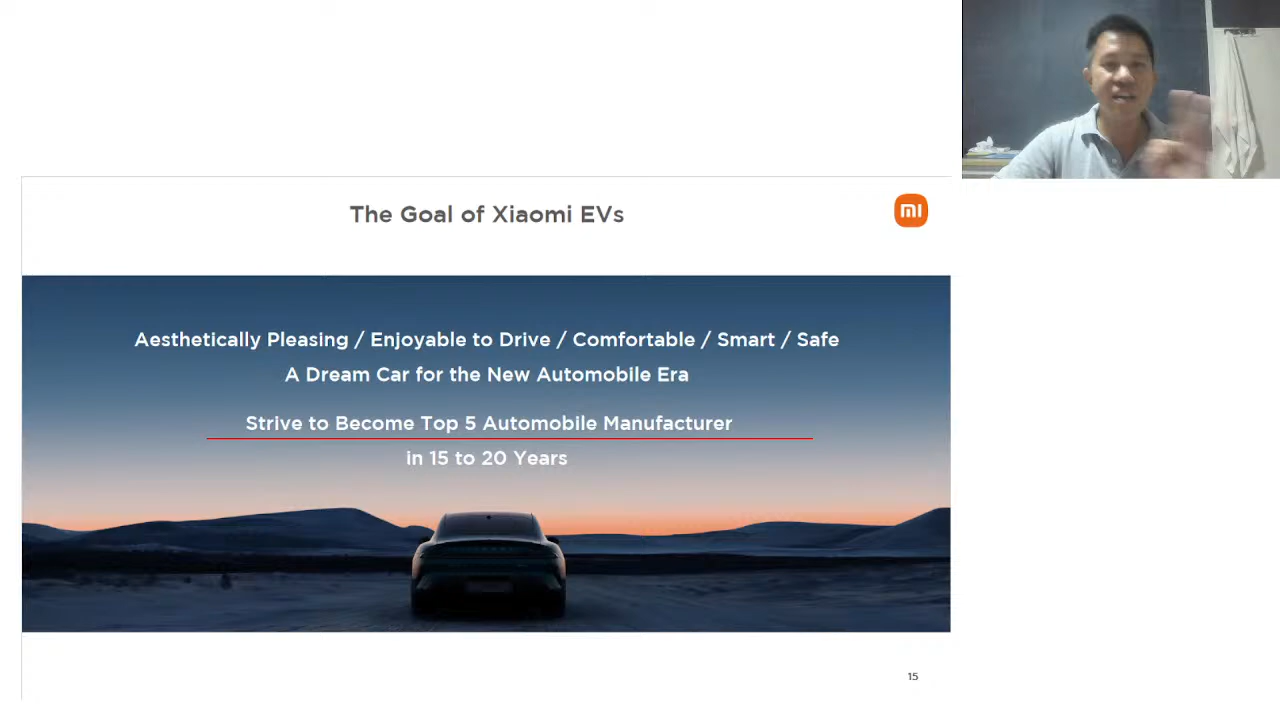 The Goal of Xiaomi EVs
mi
Aesthetically Pleasing / Enjoyable to Drive / Comfortable / Smart / Safe
A Dream Car for the New Automobile Era
Strive to Become Top 5 Automobile Manufacturer
in 15 to 20 Years
15